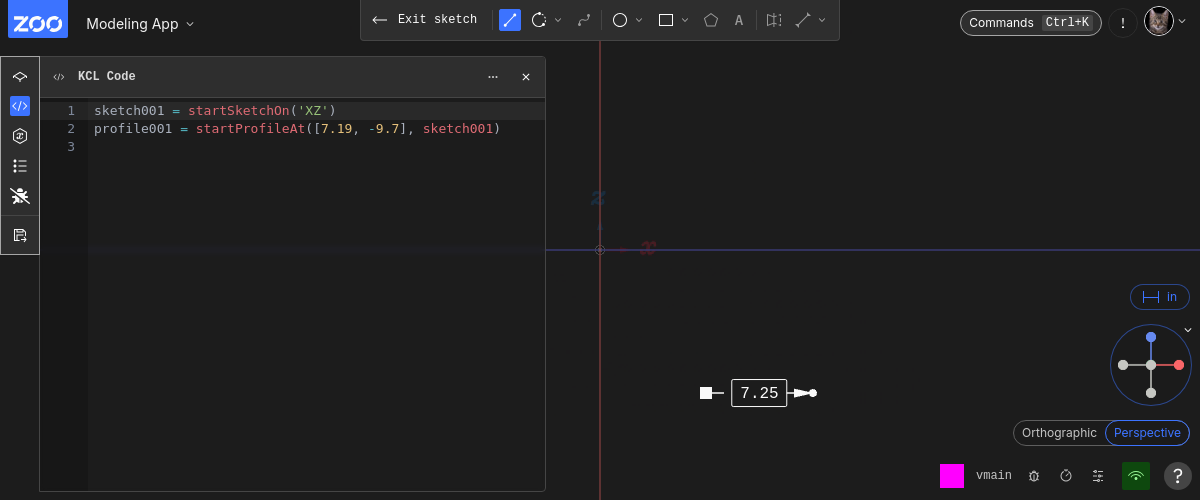 ZOO
Modeling App
Exit sketch
A
Commands Ctrl+K
!
</> KCL Code
1 sketch001 = startSketchOn('XZ')
2 profile001 = startProfileAt([7.19, -9.7], sketch001)
3
z
x
in
7.25
Orthographic Perspective
vmain
?